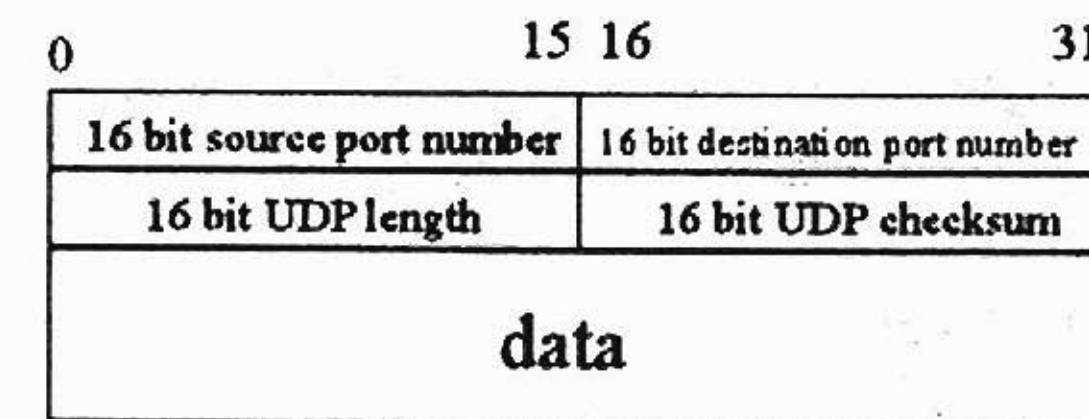 0 15 16 31
16 bit source port number 16 bit destination port number
16 bit UDP length 16 bit UDP checksum
data